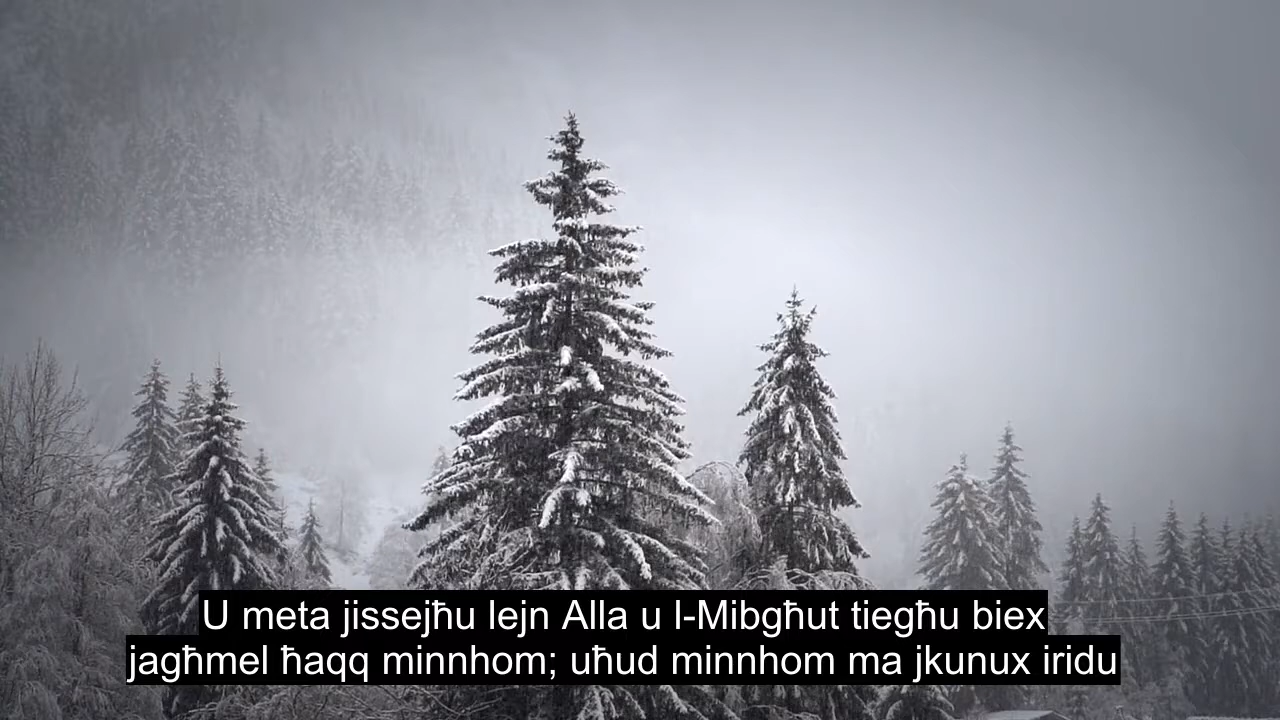 U meta jissejħu lejn Alla u l-Mibgħut tiegħu biex
jagħmel ħaqq minnhom; uħud minnhom ma jkunux iridu